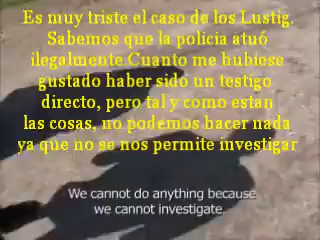 Es muy triste el caso de los Lustig.
Sabemos que la policia atuó
ilegalmente Cuanto me hubiese
gustado haber sido un testigo
directo, pero tal y como estan
las cosas, no podemos hacer nada
ya que no se nos permite investigar
We cannot do anything because
we cannot investigate.